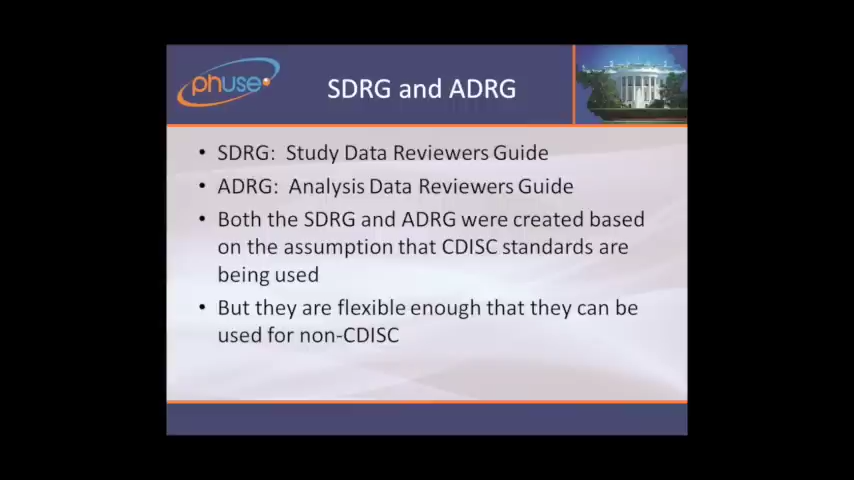 phuse
SDRG and ADRG
• SDRG: Study Data Reviewers Guide
• ADRG: Analysis Data Reviewers Guide
• Both the SDRG and ADRG were created based
on the assumption that CDISC standards are
being used
• But they are flexible enough that they can be
used for non-CDISC